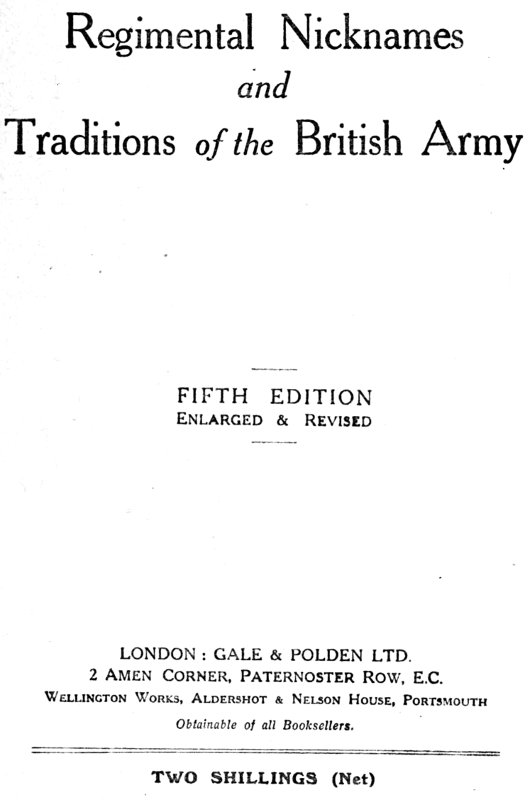 Regimental Nicknames
and
Traditions of the British Army
FIFTH EDITION
ENLARGED & REVISED
LONDON: GALE & POLDEN LTD.
2 AMEN CORNER, PATERNOSTER ROW, E.C.
WELLINGTON WORKS, ALDERSHOT & NELSON HOUSE, PORTSMOUTH
Obtainable of all Booksellers.
TWO SHILLINGS (Net)